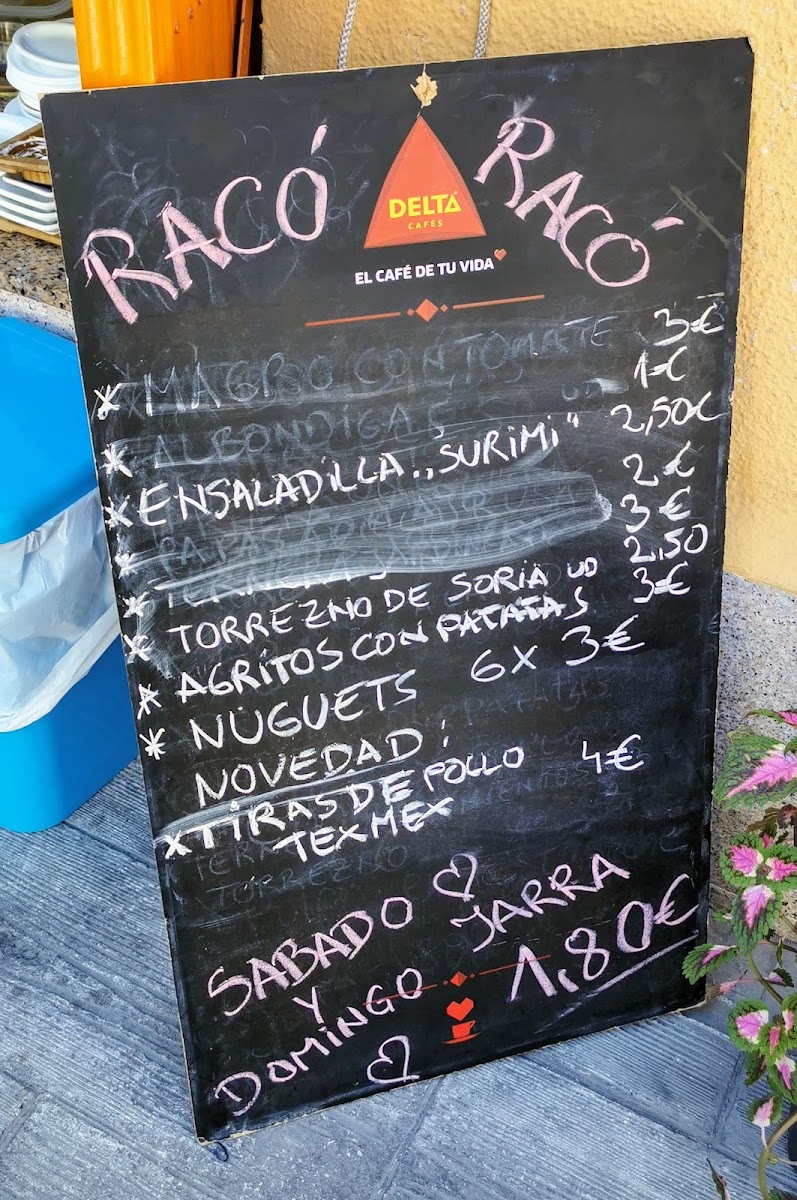 RACÓ RACÓ
DELTA
CAFÉS
EL CAFÉ DE TU VIDA
* MAGRO CON TOMATE 3€
* ALBONDIGAS UD 1€
* ENSALADILLA "SURIMI" 2,50€
* 2€
* 3€
* TORREZNO DE SORIA UD 2,50
* AGRITOS CON PATATAS 3€
* NUGUETS 6X 3€
NOVEDAD!
* TIRAS DE POLLO 4€
TEXMEX
SABADO JARRA
Y 1,80€
DOMINGO